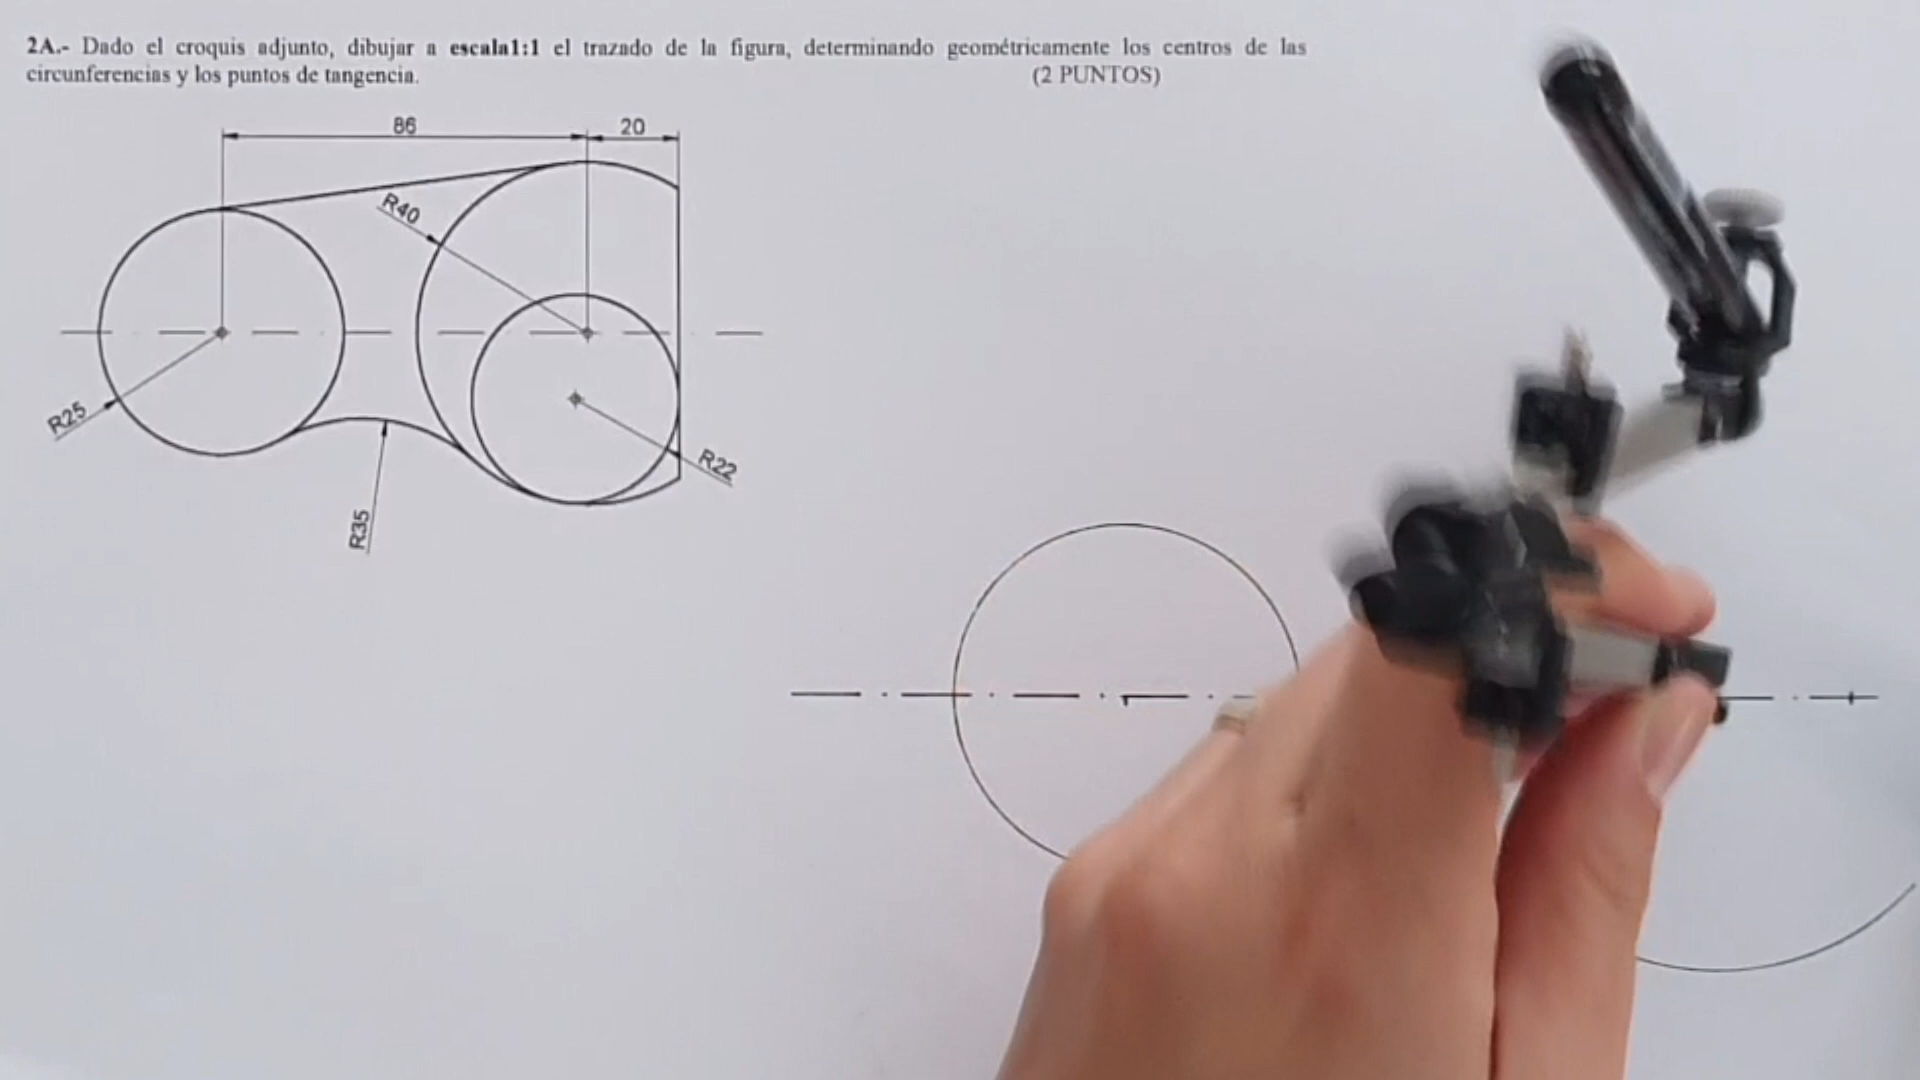 2A.- Dado el croquis adjunto, dibujar a escala1:1 el trazado de la figura, determinando geométricamente los centros de las
circunferencias y los puntos de tangencia. (2 PUNTOS)
86
20
R40
R25
R22
R35